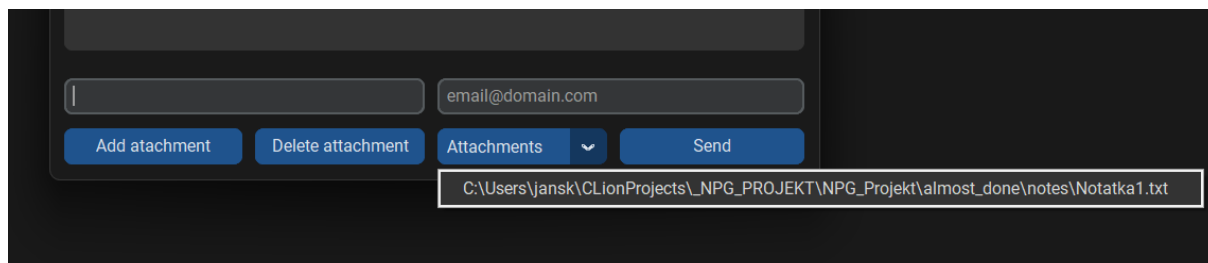 email@domain.com
Add atachment
Delete attachment
Attachments
Send
C:\Users\jansk\CLionProjects\_NPG_PROJEKT\NPG_Projekt\almost_done\notes\Notatka1.txt